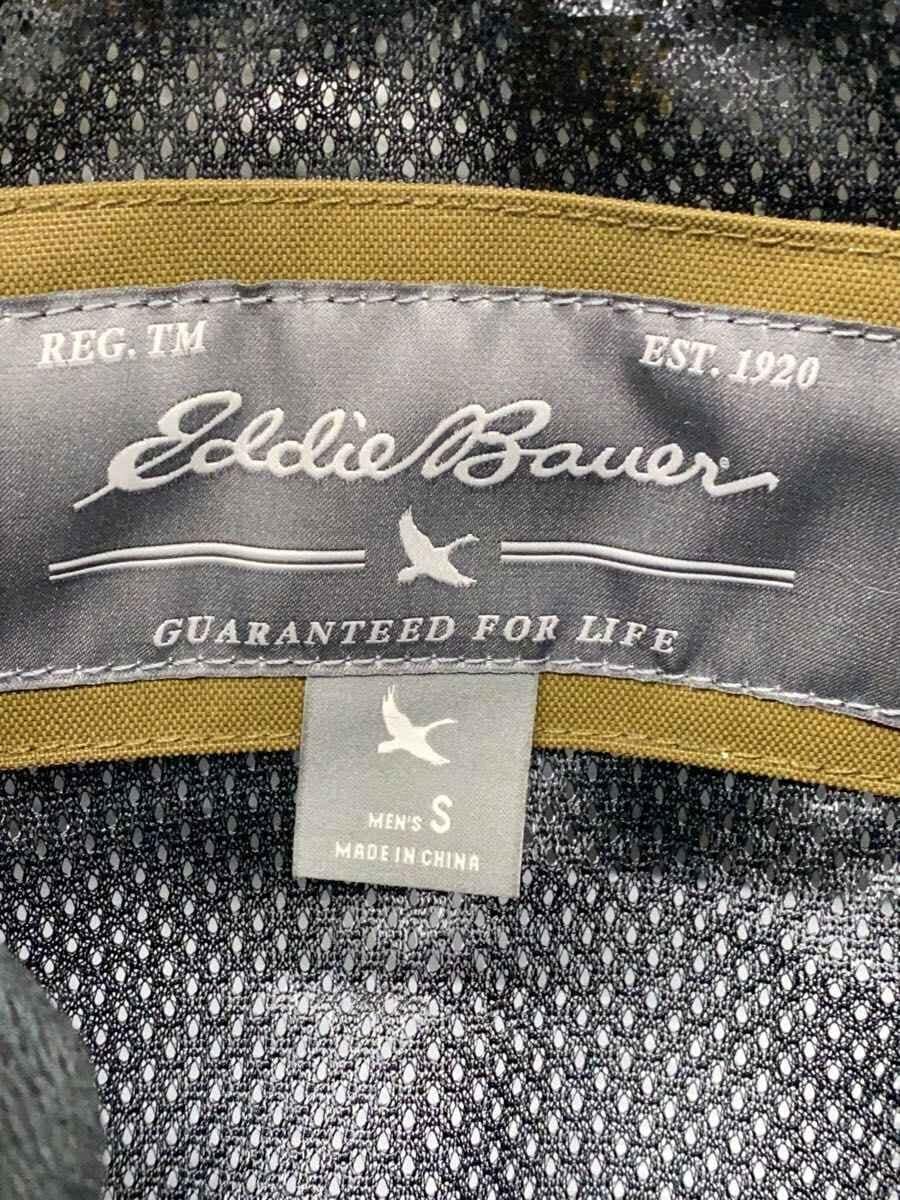 REG. TM
EST. 1920
Eddie Bauer®
GUARANTEED FOR LIFE
MEN'S S
MADE IN CHINA